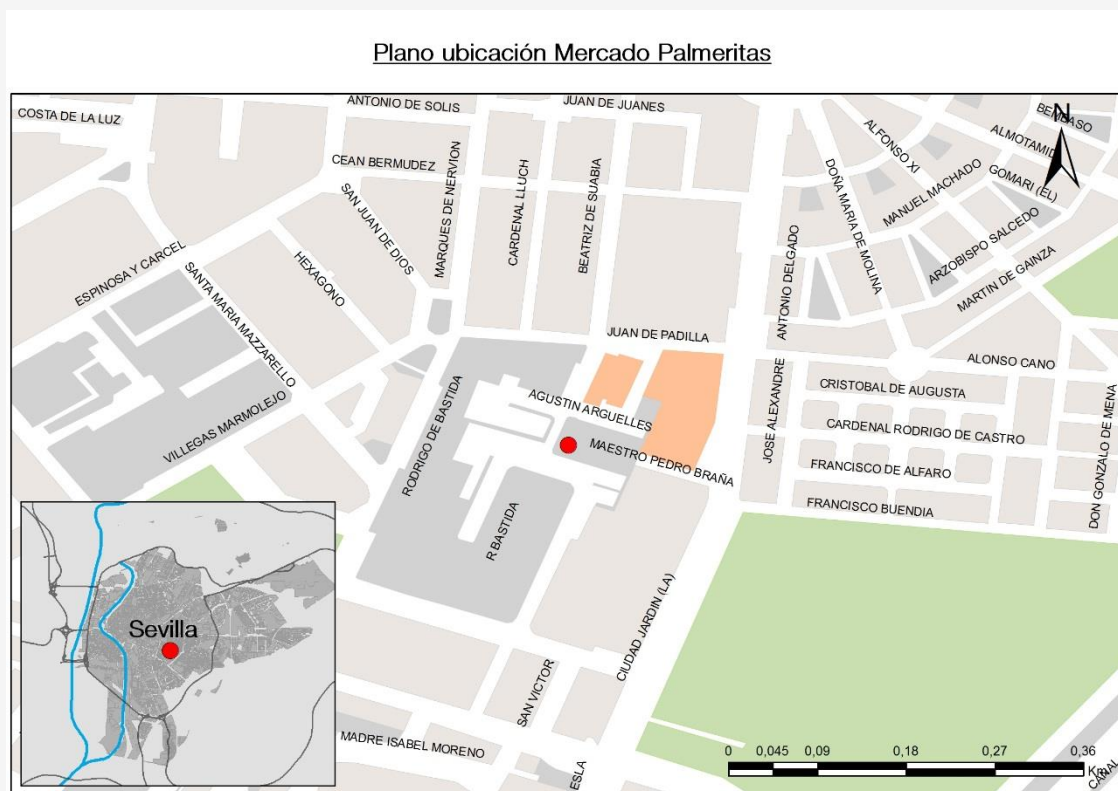 Plano ubicación Mercado Palmeritas
COSTA DE LA LUZ
ANTONIO DE SOLIS
JUAN DE JUANES
BEMBASO
N
ALMOTAMID
ALFONSO XI
GOMARI (EL)
CEAN BERMUDEZ
MARQUES DE NERVION
CARDENAL LLUCH
BEATRIZ DE SUABIA
DOÑA MARIA DE MOLINA
MANUEL MACHADO
SAN JUAN DE DIOS
ARZOBISPO SALCEDO
ESPINOSA Y CARCEL
HEXAGONO
SANTA MARIA MAZZARELLO
ANTONIO DELGADO
MARTIN DE GAINZA
JUAN DE PADILLA
ALONSO CANO
JOSE ALEXANDRE
CRISTOBAL DE AUGUSTA
DON GONZALO DE MENA
RODRIGO DE BASTIDA
AGUSTIN ARGUELLES
CARDENAL RODRIGO DE CASTRO
VILLEGAS MARMOLEJO
MAESTRO PEDRO BRAÑA
FRANCISCO DE ALFARO
R BASTIDA
FRANCISCO BUENDIA
Sevilla
CIUDAD JARDIN (LA)
SAN VICTOR
MADRE ISABEL MORENO
ESLA
0 0,045 0,09 0,18 0,27 0,36
Km
CANAL